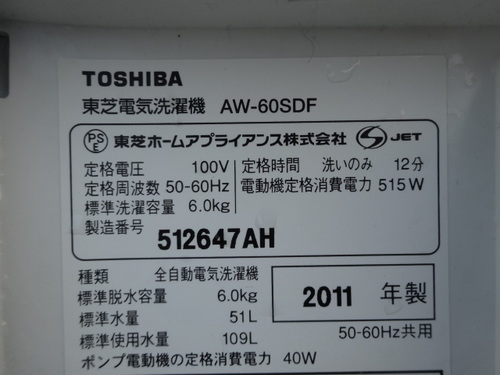 TOSHIBA
東芝電気洗濯機 AW-60SDF
PSE 東芝ホームアプライアンス株式会社 S JET
定格電圧 100V 定格時間 洗いのみ 12分
定格周波数 50-60Hz 電動機定格消費電力 515W
標準洗濯容量 6.0kg
製造番号
512647AH
種類 全自動電気洗濯機
標準脱水容量 6.0kg
2011 年製
標準水量 51L
標準使用水量 109L 50-60Hz共用
ポンプ電動機の定格消費電力 40W